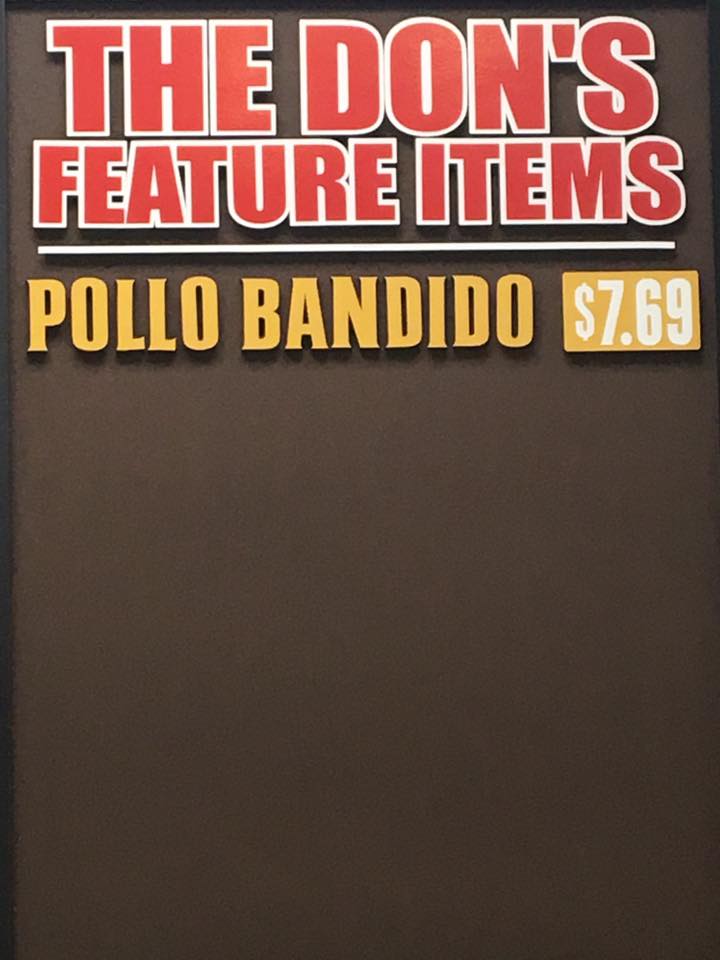 THE DON'S
FEATURE ITEMS
POLLO BANDIDO $7.69